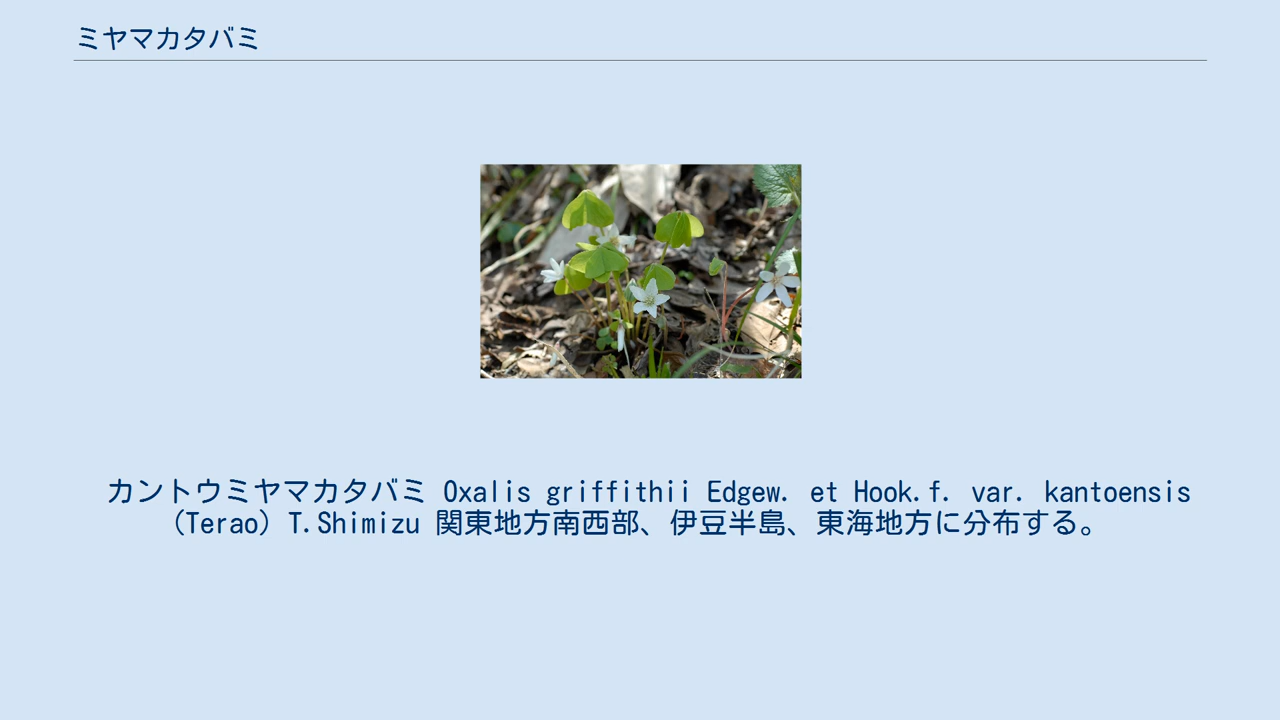 ミヤマカタバミ
カントウミヤマカタバミ Oxalis griffithii Edgew. et Hook.f. var. kantoensis
（Terao）T.Shimizu 関東地方南西部、伊豆半島、東海地方に分布する。